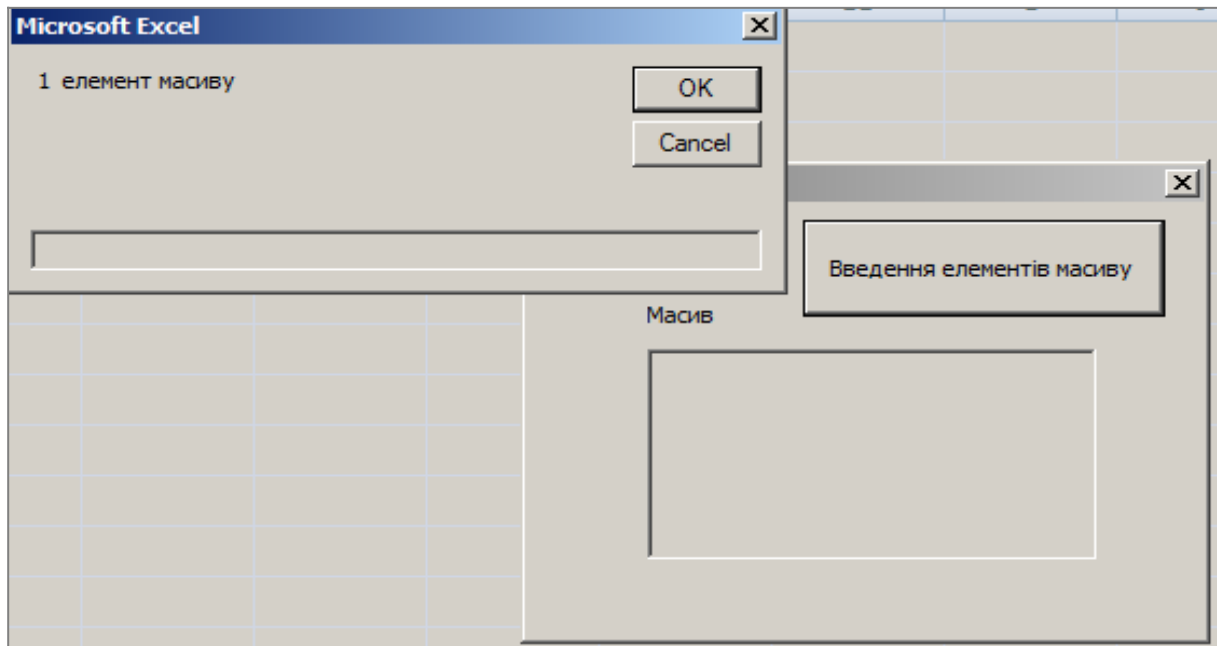 Microsoft Excel
1 елемент масиву
OK
Cancel
Введення елементів масиву
Масив